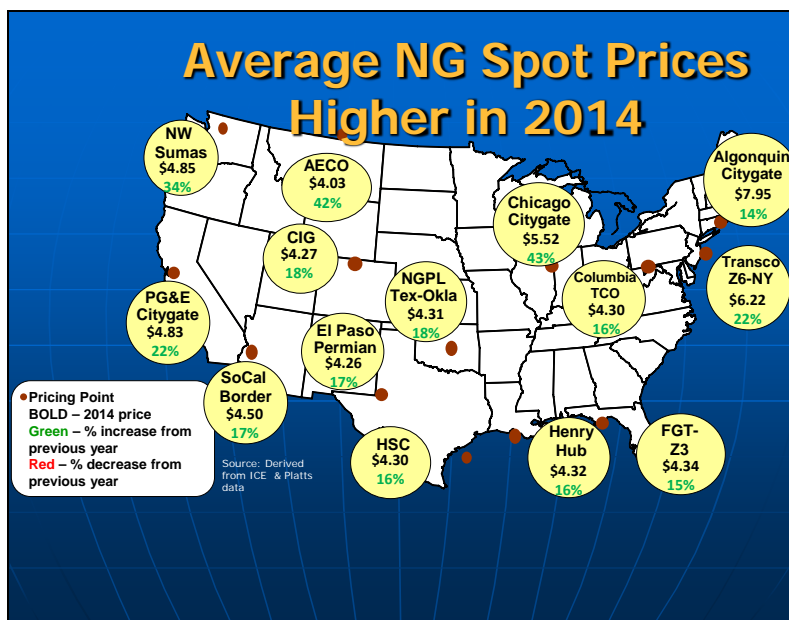 Average NG Spot Prices
Higher in 2014
NW
Sumas
$4.85
34%
AECO
$4.03
42%
Algonquin
Citygate
$7.95
14%
Chicago
Citygate
$5.52
43%
CIG
$4.27
18%
Transco
Z6-NY
$6.22
22%
NGPL
Tex-Okla
$4.31
18%
Columbia
TCO
$4.30
16%
PG&E
Citygate
$4.83
22%
El Paso
Permian
$4.26
17%
SoCal
Border
$4.50
17%
HSC
$4.30
16%
Henry
Hub
$4.32
16%
FGT-
Z3
$4.34
15%
Pricing Point
BOLD – 2014 price
Green – % increase from
previous year
Red – % decrease from
previous year
Source: Derived
from ICE & Platts
data